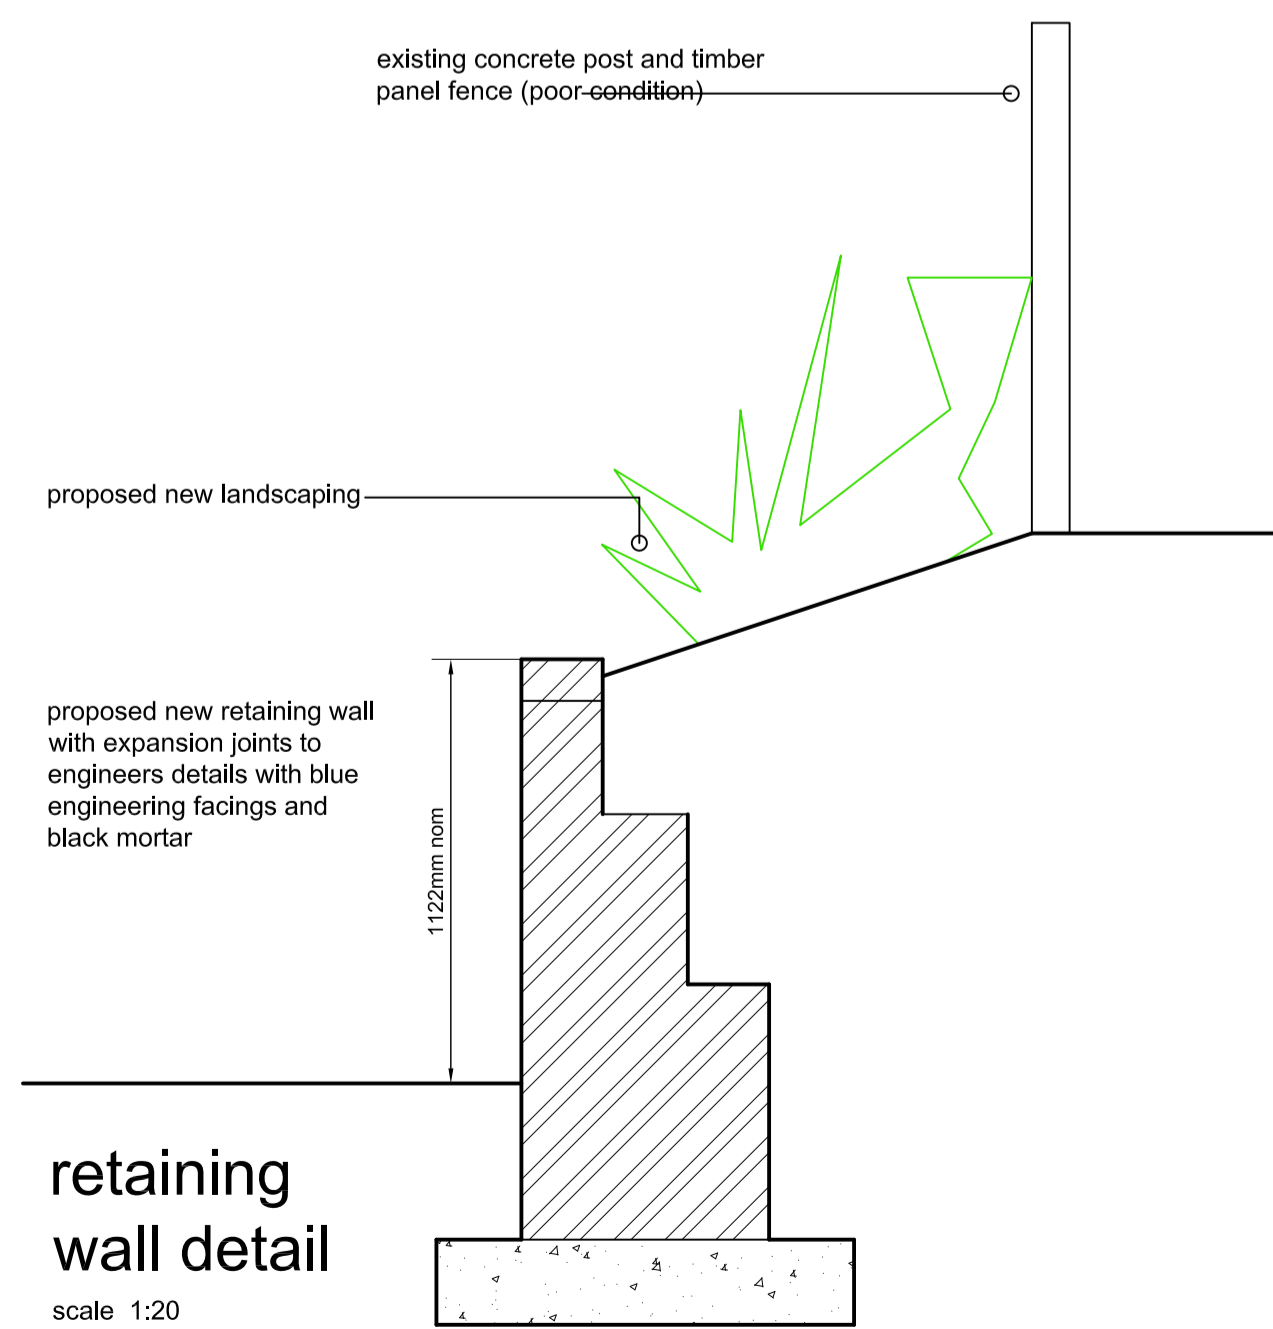 existing concrete post and timber
panel fence (poor condition)
proposed new landscaping
proposed new retaining wall
with expansion joints to
engineers details with blue
engineering facings and
black mortar
1122mm nom
retaining
wall detail
scale 1:20